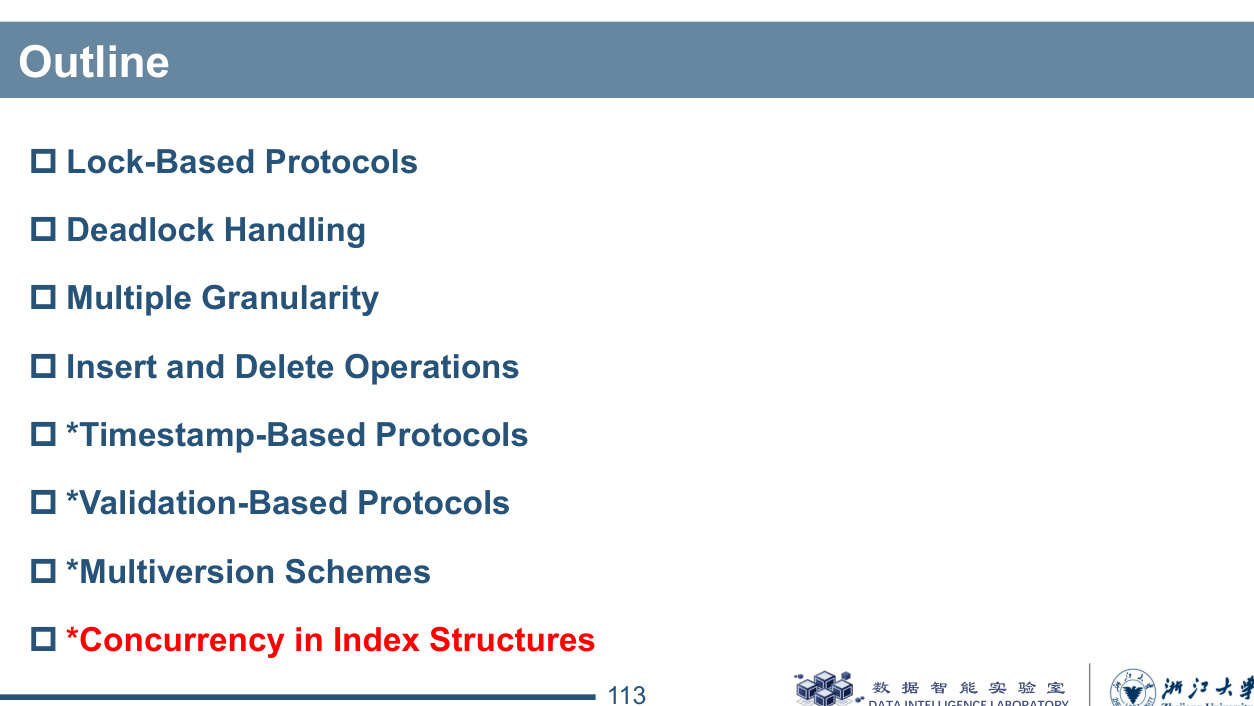 Outline
Lock-Based Protocols
Deadlock Handling
Multiple Granularity
Insert and Delete Operations
*Timestamp-Based Protocols
*Validation-Based Protocols
*Multiversion Schemes
*Concurrency in Index Structures
113
数据智能实验室
DATA INTELLIGENCE LABORATORY
浙江大学